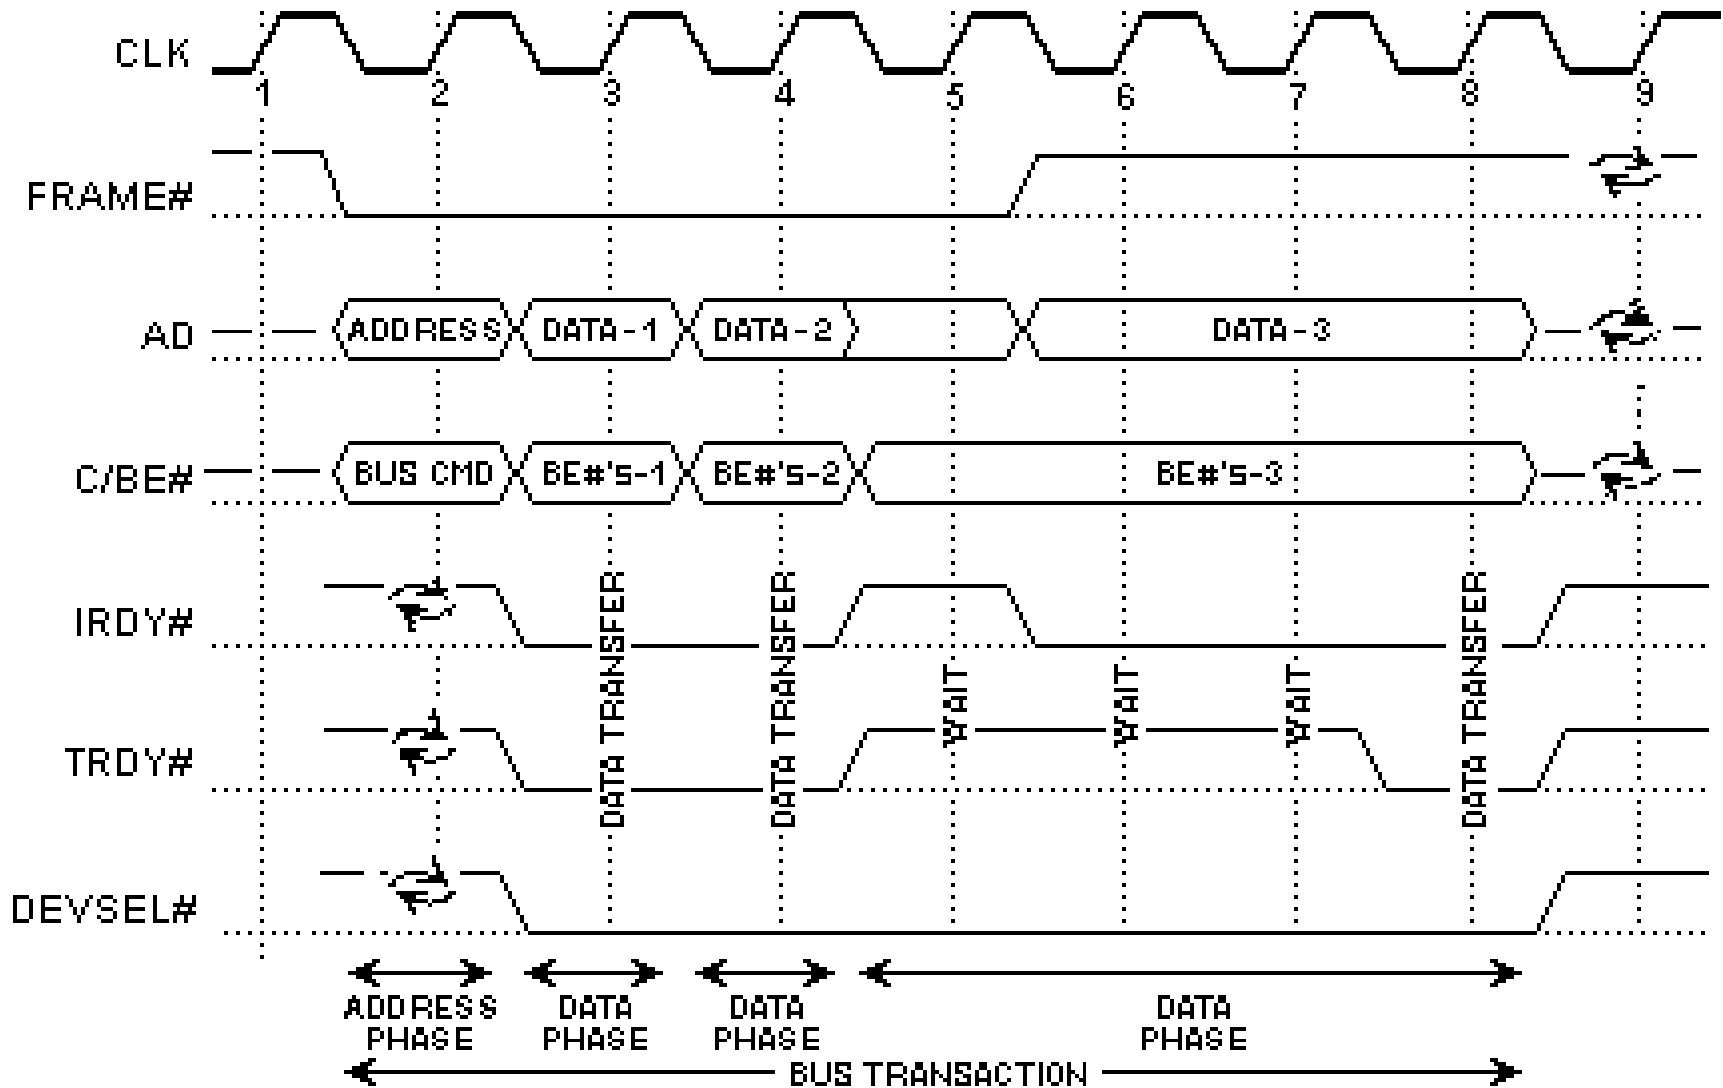 CLK
1 2 3 4 5 6 7 8 9
FRAME#
AD
ADDRESS DATA-1 DATA-2 DATA-3
C/BE#
BUS CMD BE#'s-1 BE#'s-2 BE#'s-3
IRDY#
TRDY#
DATA TRANSFER
DATA TRANSFER
WAIT
WAIT
WAIT
DATA TRANSFER
DEVSEL#
ADDRESS DATA DATA DATA
PHASE PHASE PHASE PHASE
BUS TRANSACTION